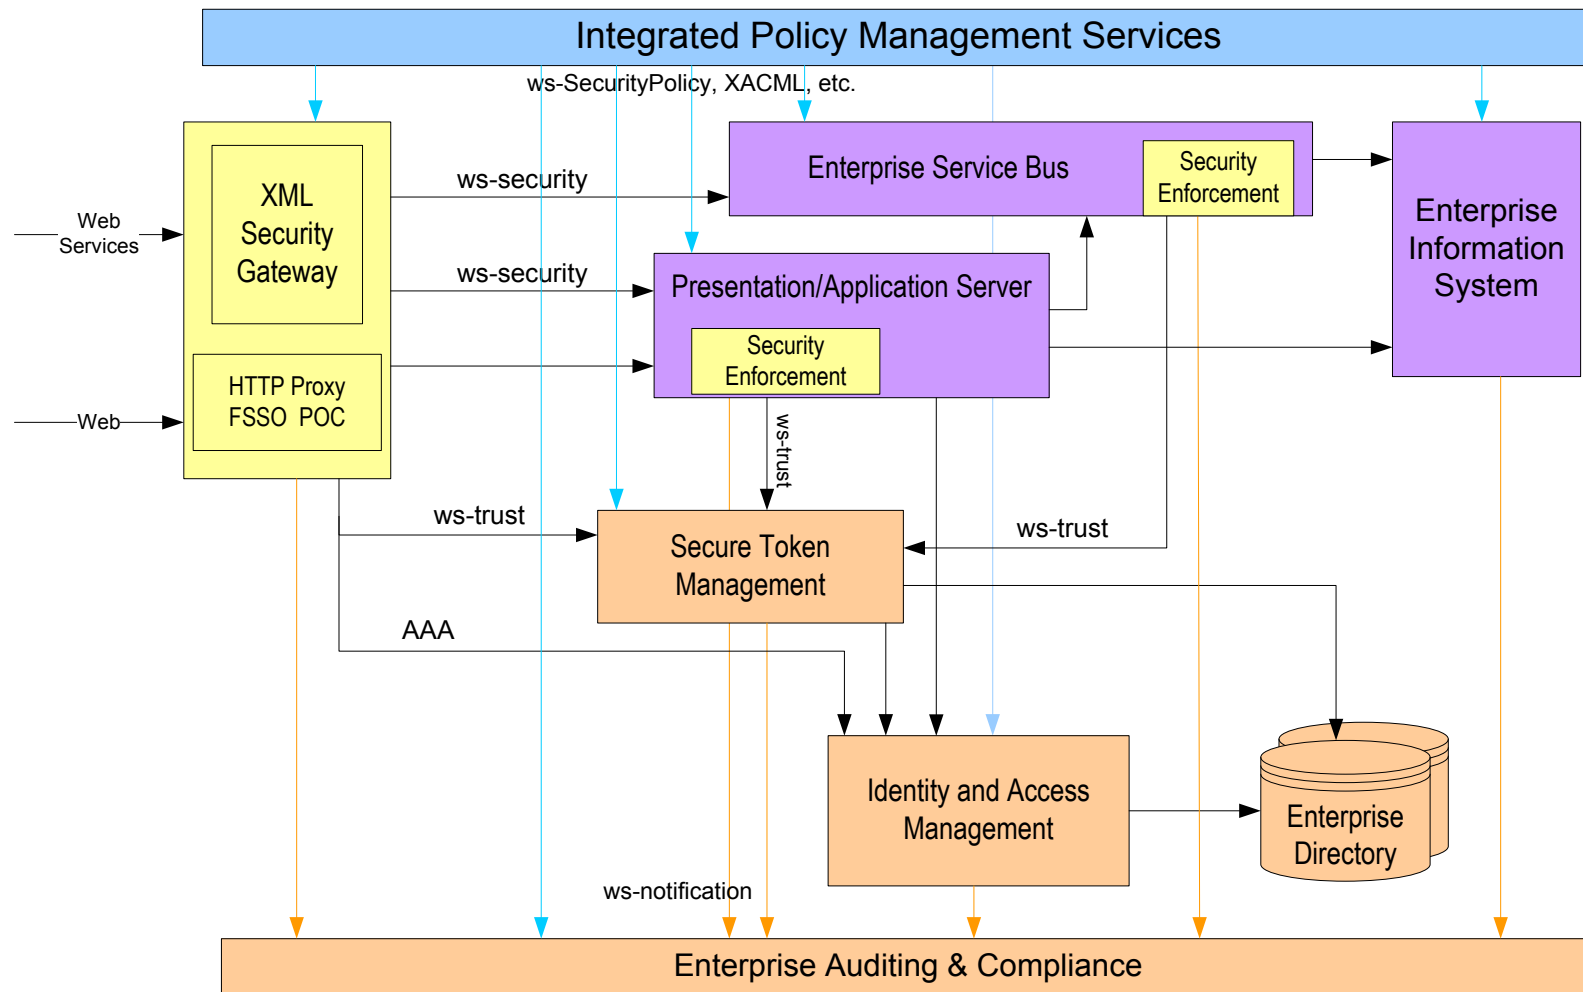 Integrated Policy Management Services
ws-SecurityPolicy, XACML, etc.
XML
Security
Gateway
ws-security
Enterprise Service Bus
Security
Enforcement
Enterprise
Information
System
Web
Services
ws-security
Presentation/Application Server
Security
Enforcement
HTTP Proxy
FSSO POC
Web
ws-trust
ws-trust
Secure Token
Management
ws-trust
AAA
Identity and Access
Management
Enterprise
Directory
ws-notification
Enterprise Auditing & Compliance